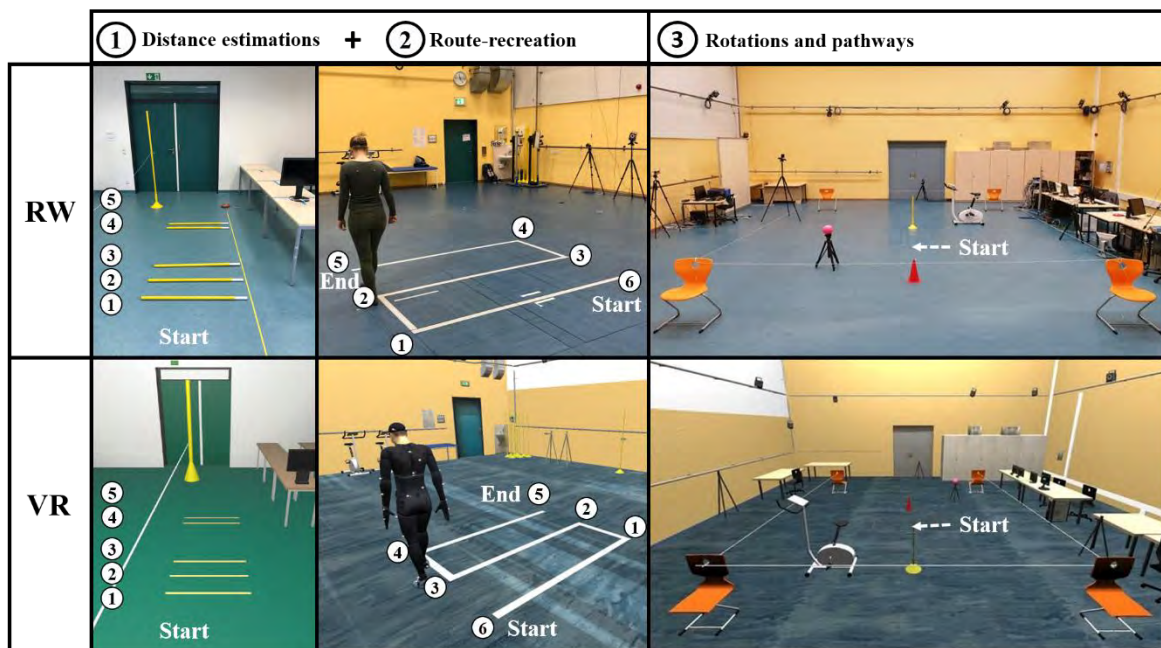 ① Distance estimations + ② Route-recreation
③ Rotations and pathways
RW
5
4
3
2
1
Start
4
3
5
End
2
6
Start
1
Start
VR
5
4
3
2
1
Start
End 5
2
1
4
3
6
Start
Start